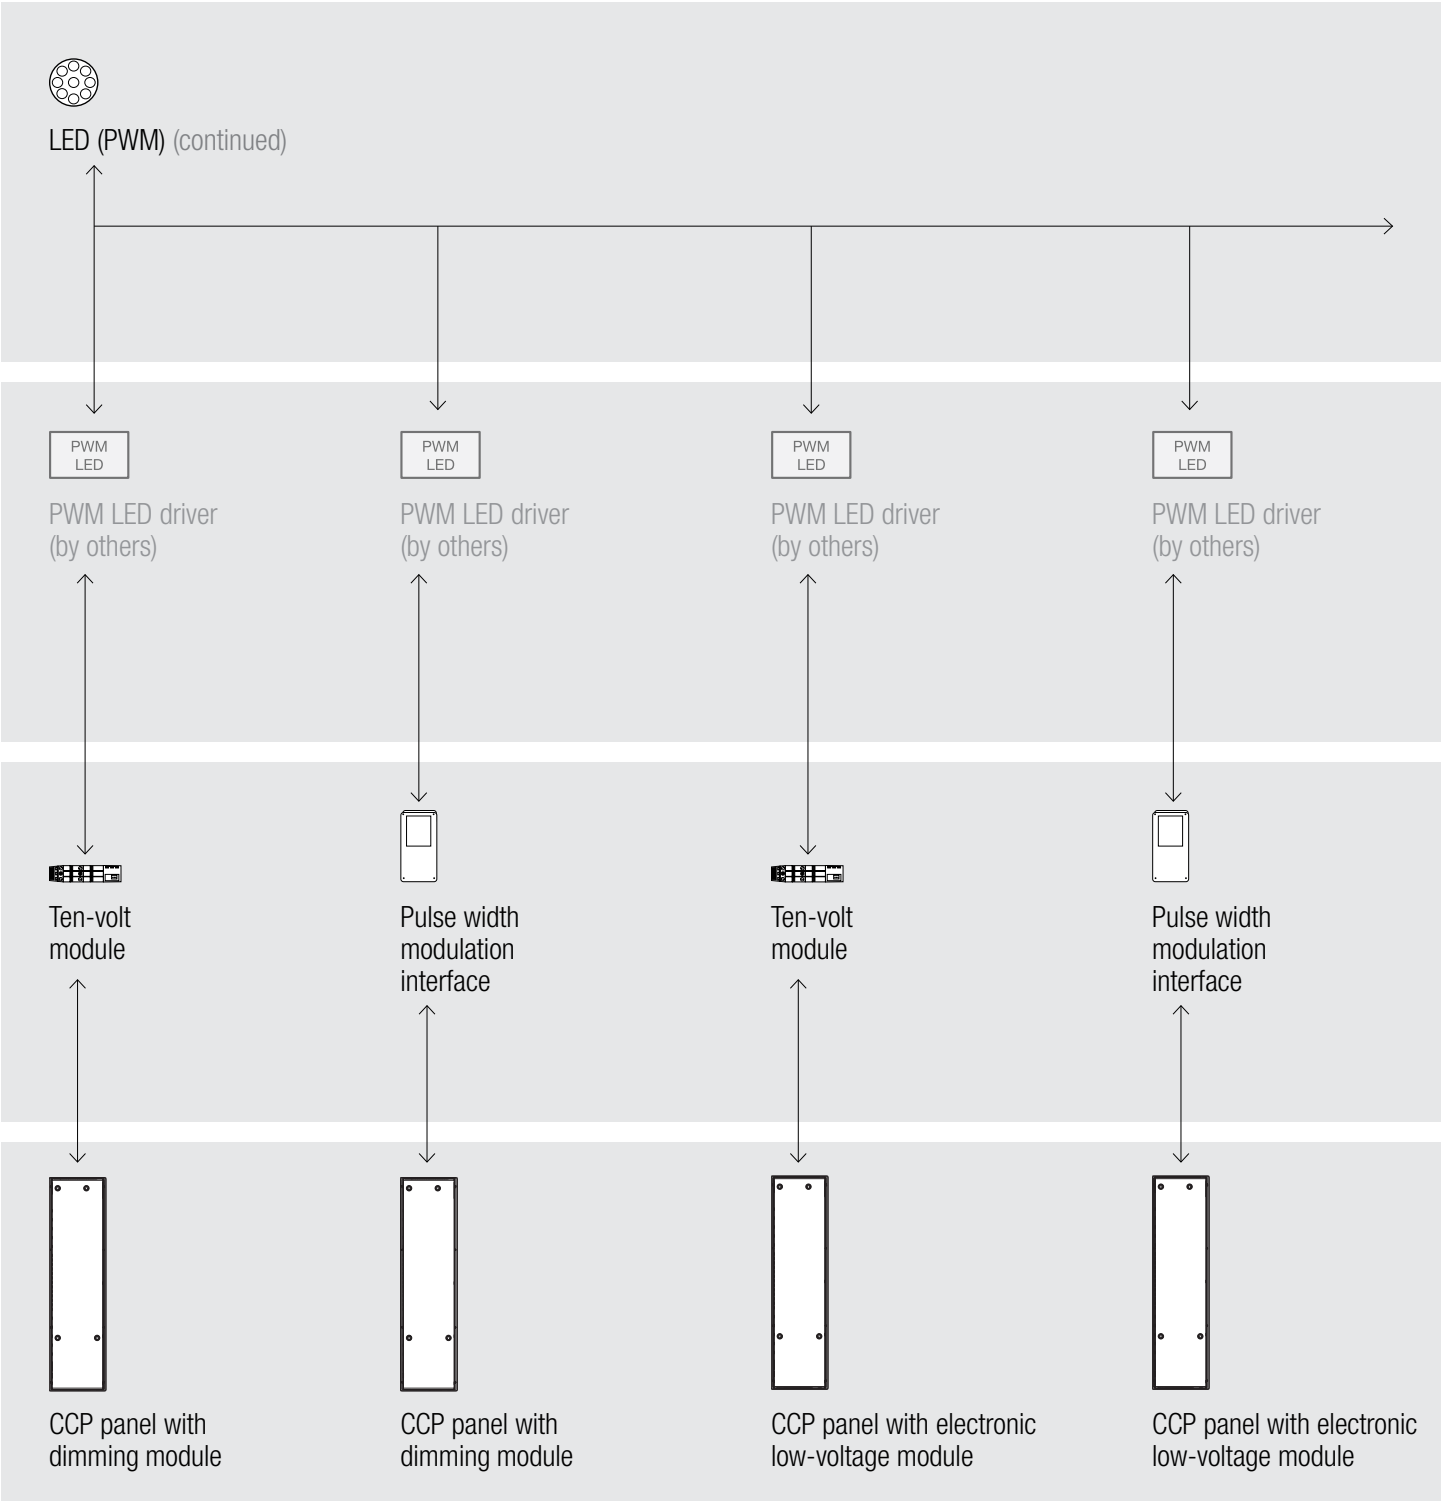 LED (PWM) (continued)
PWM
LED
PWM
LED
PWM
LED
PWM
LED
PWM LED driver
(by others)
PWM LED driver
(by others)
PWM LED driver
(by others)
PWM LED driver
(by others)
Ten-volt
module
Pulse width
modulation
interface
Ten-volt
module
Pulse width
modulation
interface
CCP panel with
dimming module
CCP panel with
dimming module
CCP panel with electronic
low-voltage module
CCP panel with electronic
low-voltage module